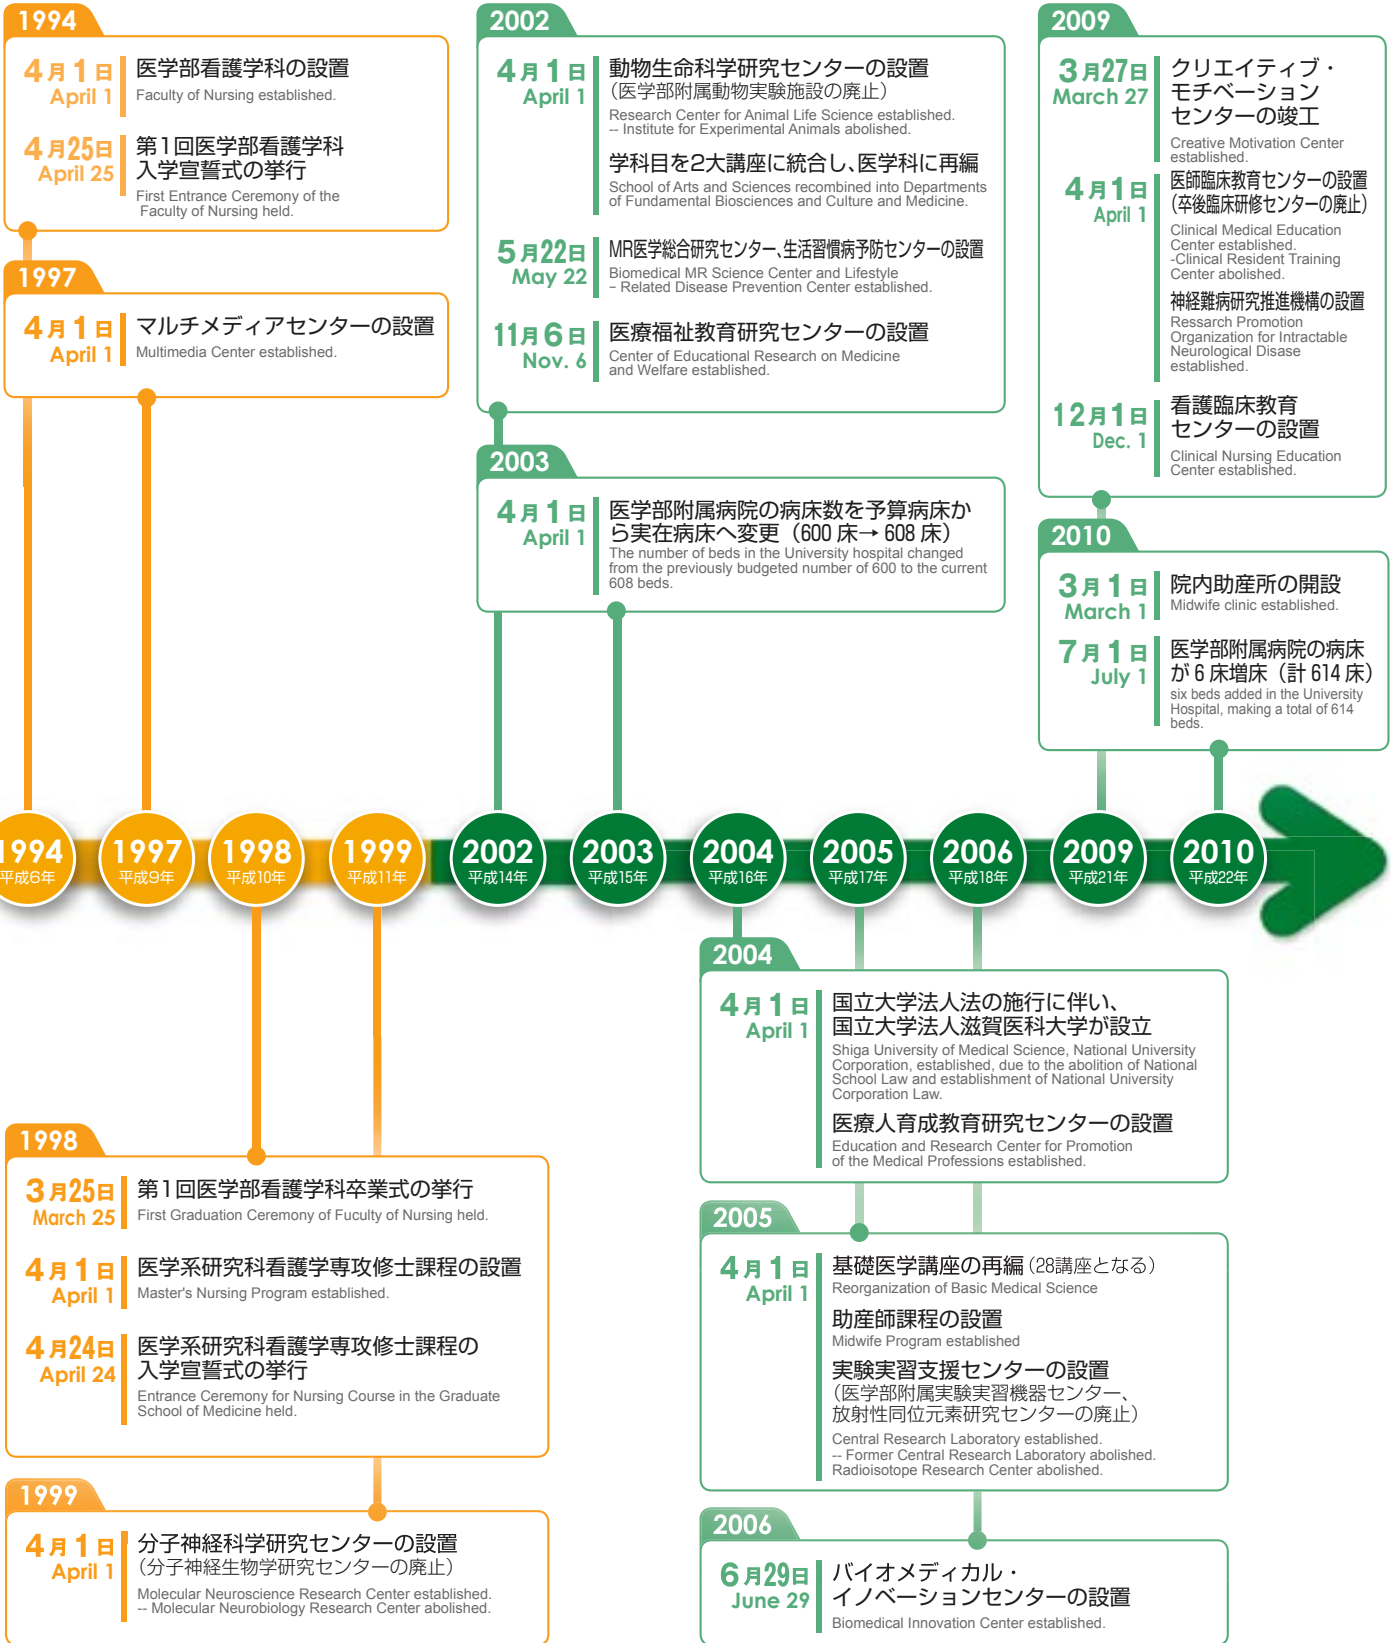 1994
4月1日
April 1
医学部看護学科の設置
Faculty of Nursing established.
4月25日
April 25
第1回医学部看護学科
入学宣誓式の挙行
First Entrance Ceremony of the
Faculty of Nursing held.
1997
4月1日
April 1
マルチメディアセンターの設置
Multimedia Center established.
2002
4月1日
April 1
動物生命科学研究センターの設置
（医学部附属動物実験施設の廃止）
Research Center for Animal Life Science established.
-- Institute for Experimental Animals abolished.
学科目を2大講座に統合し、医学科に再編
School of Arts and Sciences recombined into Departments
of Fundamental Biosciences and Culture and Medicine.
5月22日
May 22
MR医学総合研究センター、生活習慣病予防センターの設置
Biomedical MR Science Center and Lifestyle
– Related Disease Prevention Center established.
11月6日
Nov. 6
医療福祉教育研究センターの設置
Center of Educational Research on Medicine
and Welfare established.
2003
4月1日
April 1
医学部附属病院の病床数を予算病床か
ら実在病床へ変更（600 床→ 608 床）
The number of beds in the University hospital changed
from the previously budgeted number of 600 to the current
608 beds.
2009
3月27日
March 27
クリエイティブ・
モチベーション
センターの竣工
Creative Motivation Center
established.
4月1日
April 1
医師臨床教育センターの設置
（卒後臨床研修センターの廃止）
Clinical Medical Education
Center established.
-Clinical Resident Training
Center abolished.
神経難病研究推進機構の設置
Ressarch Promotion
Organization for Intractable
Neurological Disase
established.
12月1日
Dec. 1
看護臨床教育
センターの設置
Clinical Nursing Education
Center established.
2010
3月1日
March 1
院内助産所の開設
Midwife clinic established.
7月1日
July 1
医学部附属病院の病床
が 6 床増床（計 614 床）
six beds added in the University
Hospital, making a total of 614
beds.
1994
平成6年
1997
平成9年
1998
平成10年
1999
平成11年
2002
平成14年
2003
平成15年
2004
平成16年
2005
平成17年
2006
平成18年
2009
平成21年
2010
平成22年
1998
3月25日
March 25
第1回医学部看護学科卒業式の挙行
First Graduation Ceremony of Fuculty of Nursing held.
4月1日
April 1
医学系研究科看護学専攻修士課程の設置
Master's Nursing Program established.
4月24日
April 24
医学系研究科看護学専攻修士課程の
入学宣誓式の挙行
Entrance Ceremony for Nursing Course in the Graduate
School of Medicine held.
1999
4月1日
April 1
分子神経科学研究センターの設置
（分子神経生物学研究センターの廃止）
Molecular Neuroscience Research Center established.
-- Molecular Neurobiology Research Center abolished.
2004
4月1日
April 1
国立大学法人法の施行に伴い、
国立大学法人滋賀医科大学が設立
Shiga University of Medical Science, National University
Corporation, established, due to the abolition of National
School Law and establishment of National University
Corporation Law.
医療人育成教育研究センターの設置
Education and Research Center for Promotion
of the Medical Professions established.
2005
4月1日
April 1
基礎医学講座の再編（28講座となる）
Reorganization of Basic Medical Science
助産師課程の設置
Midwife Program established
実験実習支援センターの設置
（医学部附属実験実習機器センター、
放射性同位元素研究センターの廃止）
Central Research Laboratory established.
-- Former Central Research Laboratory abolished.
Radioisotope Research Center abolished.
2006
6月29日
June 29
バイオメディカル・
イノベーションセンターの設置
Biomedical Innovation Center established.